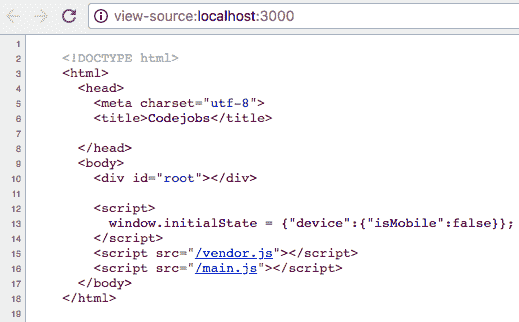 view-source:localhost:3000
1
2 <!DOCTYPE html>
3 <html>
4 <head>
5 <meta charset="utf-8">
6 <title>Codejobs</title>
7
8 </head>
9 <body>
10 <div id="root"></div>
11
12 <script>
13 window.initialState = {"device":{"isMobile":false}};
14 </script>
15 <script src="/vendor.js"></script>
16 <script src="/main.js"></script>
17 </body>
18 </html>
19